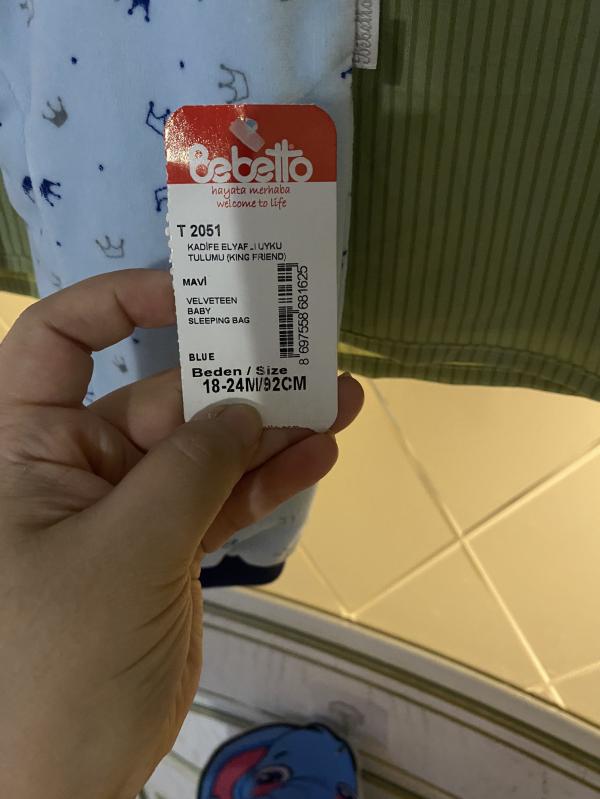 Bebetto
Bebetto
hayata merhaba
welcome to life
T 2051
KADİFE ELYAFLI UYKU
TULUMU (KING FRIEND)
MAVİ
VELVETEEN
BABY
SLEEPING BAG
8 697558 681625
BLUE
Beden / Size
18-24M/92CM